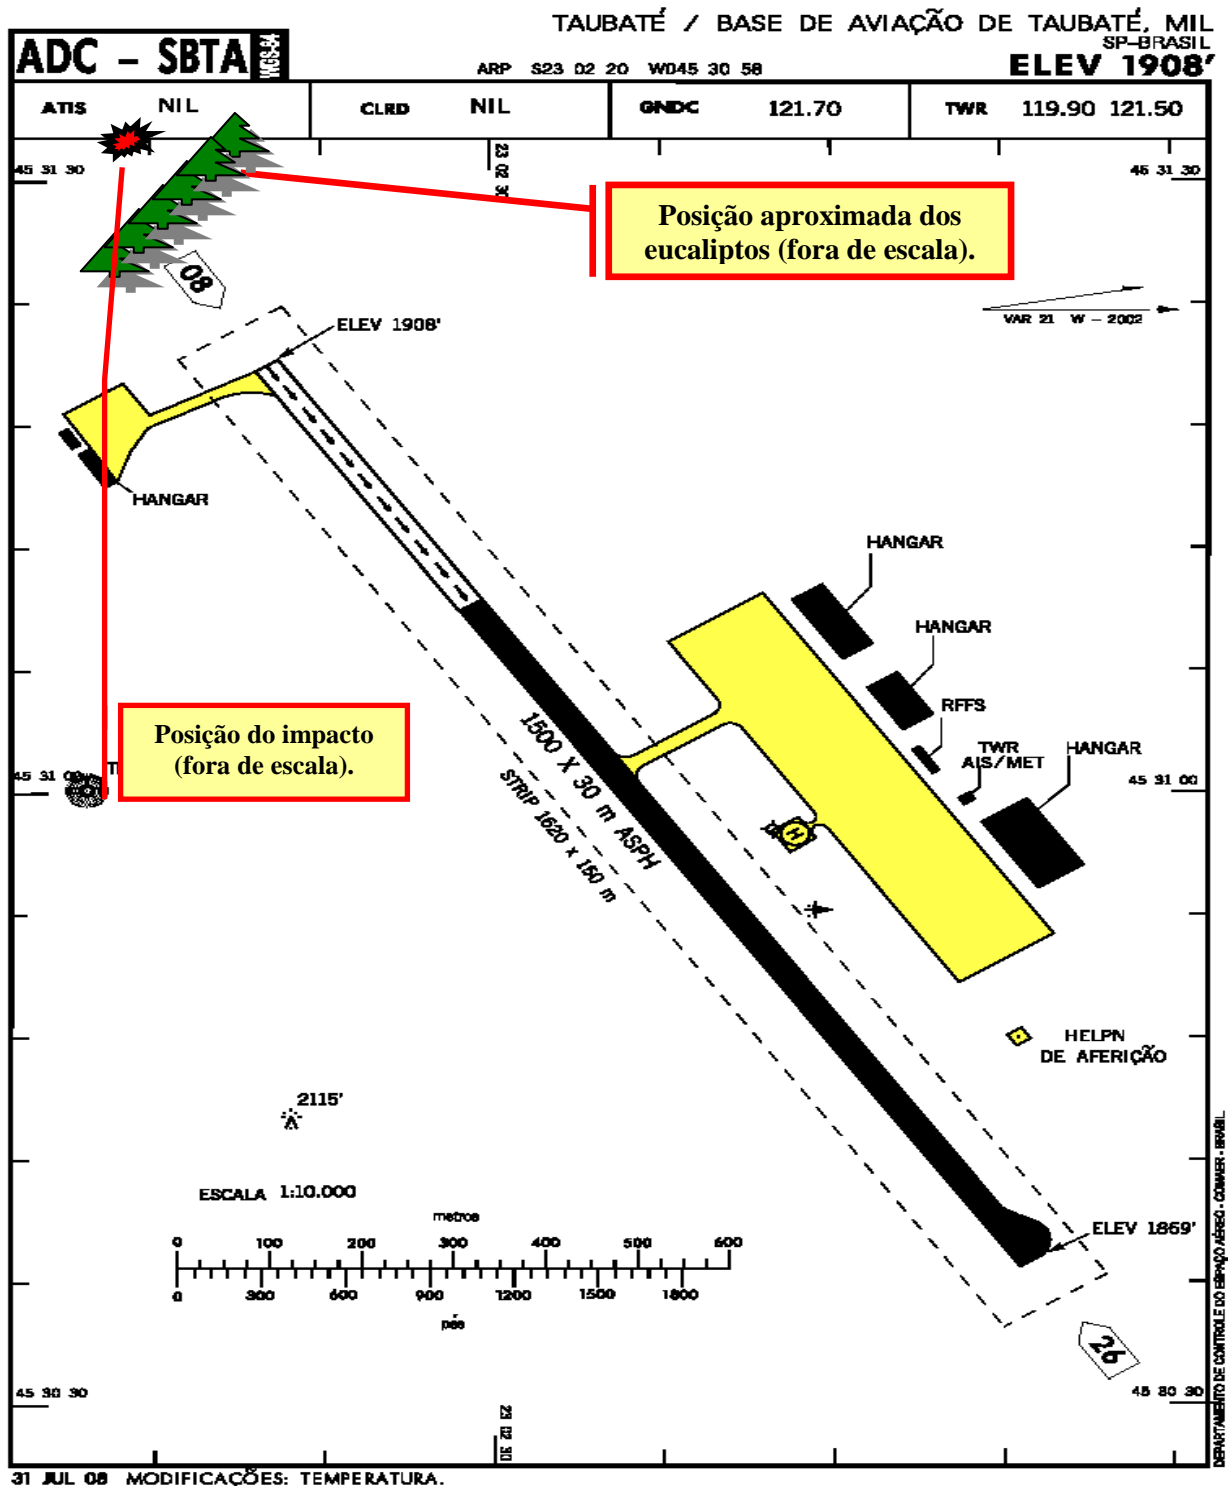 TAUBATÉ / BASE DE AVIAÇÃO DE TAUBATÉ, MIL
SP-BRASIL
ADC - SBTA
WGS-84
ARP S23 02 20 W045 30 58
ELEV 1908'
ATIS NIL
CLRD NIL
GNDC 121.70
TWR 119.90 121.50
45 31 30
23 02 30
45 31 30
Posição aproximada dos
eucaliptos (fora de escala).
08
VAR 21 W - 2002
ELEV 1908'
HANGAR
HANGAR
HANGAR
RFFS
TWR
AIS/MET
HANGAR
Posição do impacto
(fora de escala).
45 31 00
45 31 00
1500 X 30 m ASPH
STRIP 1620 x 150 m
H
HELPN
DE AFERIÇÃO
2115'
ESCALA 1:10.000
metros
0 100 200 300 400 500 600
0 300 600 900 1200 1500 1800
pés
ELEV 1869'
26
45 30 30
23 02 30
45 30 30
DEPARTAMENTO DE CONTROLE DO ESPAÇO AÉREO - COMAER - BRASIL
31 JUL 08 MODIFICAÇÕES: TEMPERATURA.